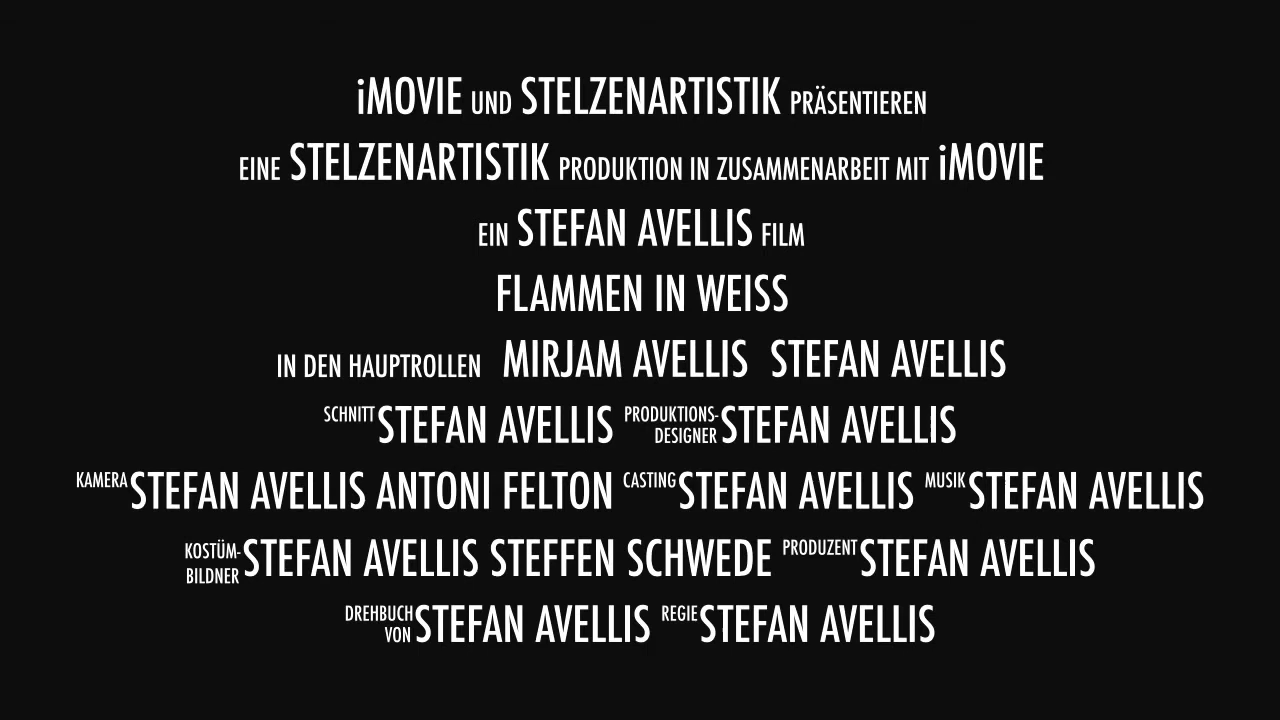 iMOVIE UND STELZENARTISTIK PRÄSENTIEREN
EINE STELZENARTISTIK PRODUKTION IN ZUSAMMENARBEIT MIT iMOVIE
EIN STEFAN AVELLIS FILM
FLAMMEN IN WEISS
IN DEN HAUPTROLLEN MIRJAM AVELLIS STEFAN AVELLIS
SCHNITT STEFAN AVELLIS PRODUKTIONS-DESIGNER STEFAN AVELLIS
KAMERA STEFAN AVELLIS ANTONI FELTON CASTING STEFAN AVELLIS MUSIK STEFAN AVELLIS
KOSTÜM-BILDNER STEFAN AVELLIS STEFFEN SCHWEDE PRODUZENT STEFAN AVELLIS
DREHBUCH VON STEFAN AVELLIS REGIE STEFAN AVELLIS